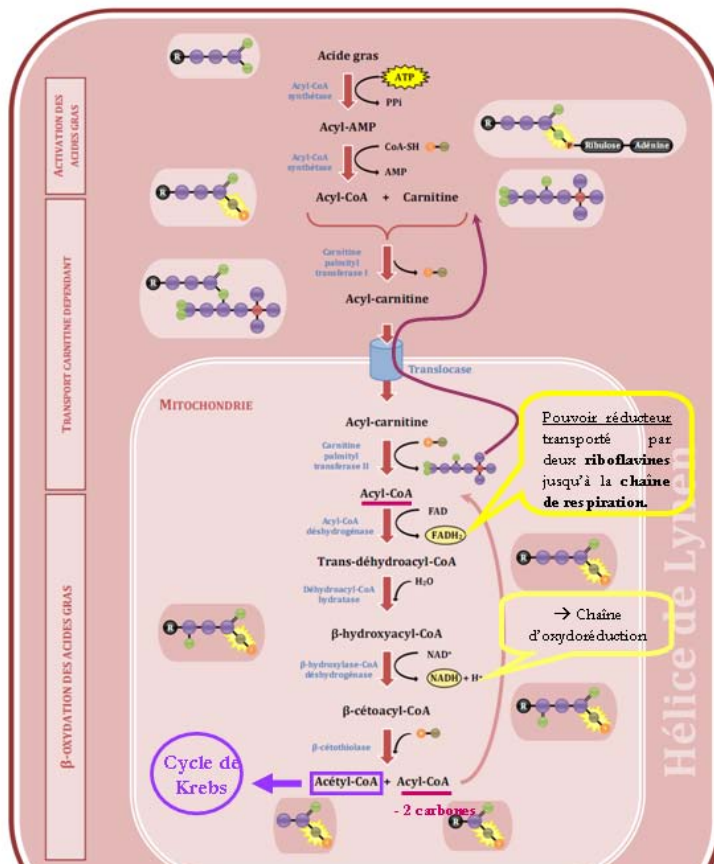 ACTIVATION DES
ACIDES GRAS
TRANSPORT CARNITINE DEPENDANT
β-OXYDATION DES ACIDES GRAS
Acide gras
Acyl-CoA
synthétase
ATP
PPi
Acyl-AMP
R
P
Ribulose
Adénine
Acyl-CoA
synthétase
CoA-SH
AMP
Acyl-CoA + Carnitine
R
R
Carnitine
palmityl
transferase I
Acyl-carnitine
R
Translocase
MITOCHONDRIE
Acyl-carnitine
Carnitine
palmityl
transferase II
Pouvoir réducteur
transporté par
deux riboflavines
jusqu'à la chaîne
de respiration.
Acyl-CoA
Acyl-CoA
déshydrogénase
FAD
FADH₂
Trans-déhydroacyl-CoA
R
Déhydroacyl-CoA
hydratase
H₂O
→ Chaîne
d'oxydoréduction
R
β-hydroxyacyl-CoA
β-hydroxylase-CoA
déshydrogénase
NAD⁺
NADH + H⁺
R
β-cétoacyl-CoA
β-cétothiolase
Cycle de
Krebs
Acétyl-CoA + Acyl-CoA
- 2 carbones
R
Hélice de Lynen